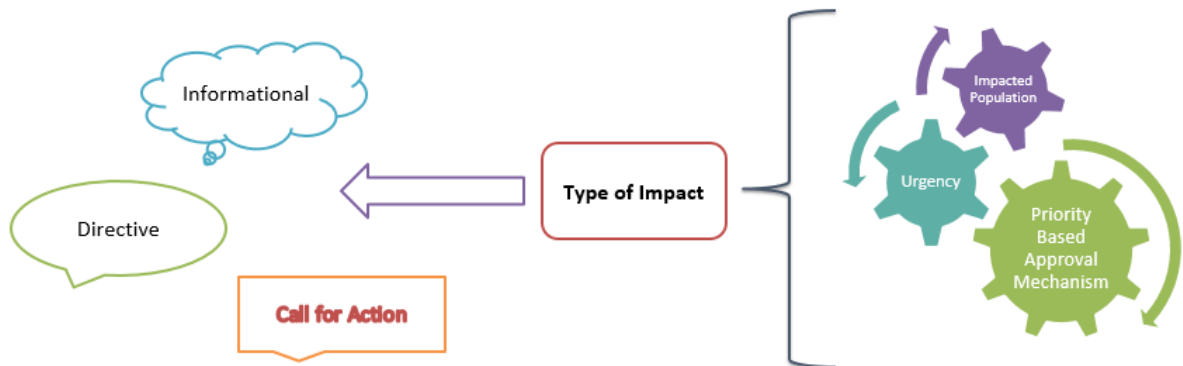 Informational
Directive
Call for Action
Type of Impact
Impacted
Population
Urgency
Priority
Based
Approval
Mechanism